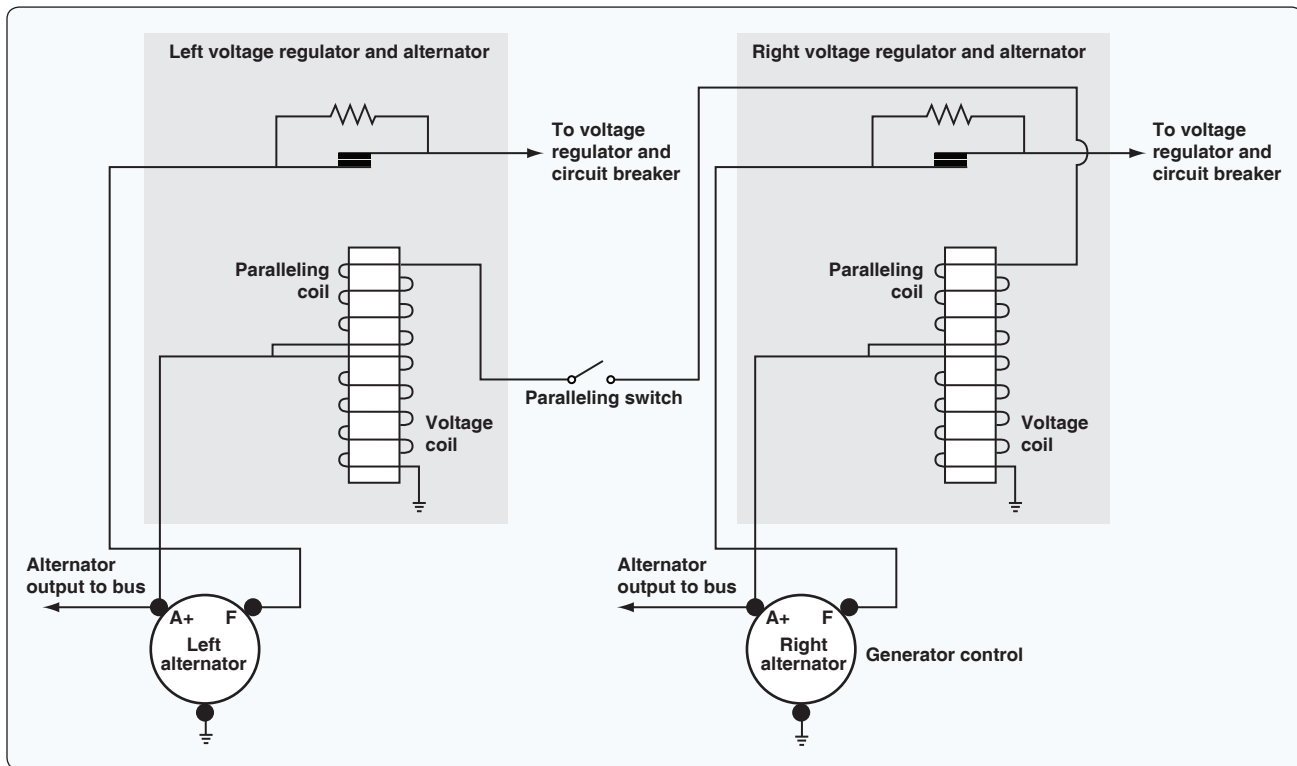 Left voltage regulator and alternator
Right voltage regulator and alternator
To voltage
regulator and
circuit breaker
To voltage
regulator and
circuit breaker
Paralleling
coil
Paralleling
coil
Paralleling switch
Voltage
coil
Voltage
coil
Alternator
output to bus
A+ F
Left
alternator
Alternator
output to bus
A+ F
Right
alternator
Generator control